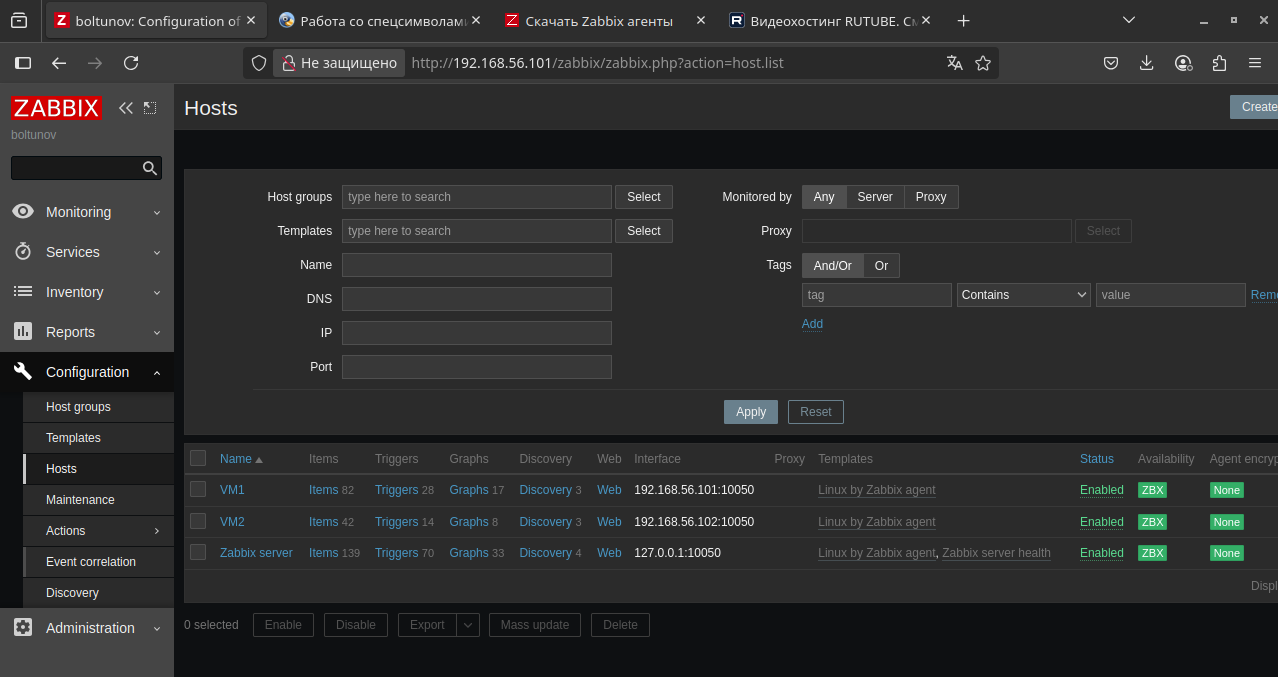 boltunov: Configuration of
Работа со спецсимволами
Скачать Zabbix агенты
Видеохостинг RUTUBE. См
Не защищено
http://192.168.56.101/zabbix/zabbix.php?action=host.list
ZABBIX
boltunov
Monitoring
Services
Inventory
Reports
Configuration
Host groups
Templates
Hosts
Maintenance
Actions
Event correlation
Discovery
Administration
Hosts
Create
Host groups type here to search Select
Templates type here to search Select
Name
DNS
IP
Port
Monitored by Any Server Proxy
Proxy Select
Tags And/Or Or
tag Contains value Remo
Add
Apply Reset
Name Items Triggers Graphs Discovery Web Interface Proxy Templates Status Availability Agent encryp
VM1 Items 82 Triggers 28 Graphs 17 Discovery 3 Web 192.168.56.101:10050 Linux by Zabbix agent Enabled ZBX None
VM2 Items 42 Triggers 14 Graphs 8 Discovery 3 Web 192.168.56.102:10050 Linux by Zabbix agent Enabled ZBX None
Zabbix server Items 139 Triggers 70 Graphs 33 Discovery 4 Web 127.0.0.1:10050 Linux by Zabbix agent, Zabbix server health Enabled ZBX None
Displ
0 selected Enable Disable Export Mass update Delete